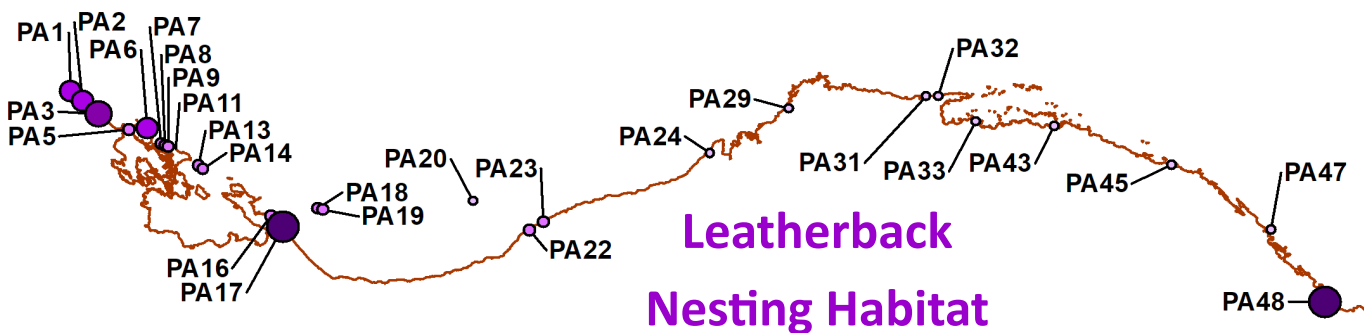 PA1
PA2
PA7
PA6
PA8
PA9
PA3
PA11
PA5
PA13
PA14
PA20
PA23
PA18
PA19
PA16
PA22
PA17
PA24
PA29
PA32
PA31
PA33
PA43
PA45
PA47
PA48
Leatherback
Nesting Habitat